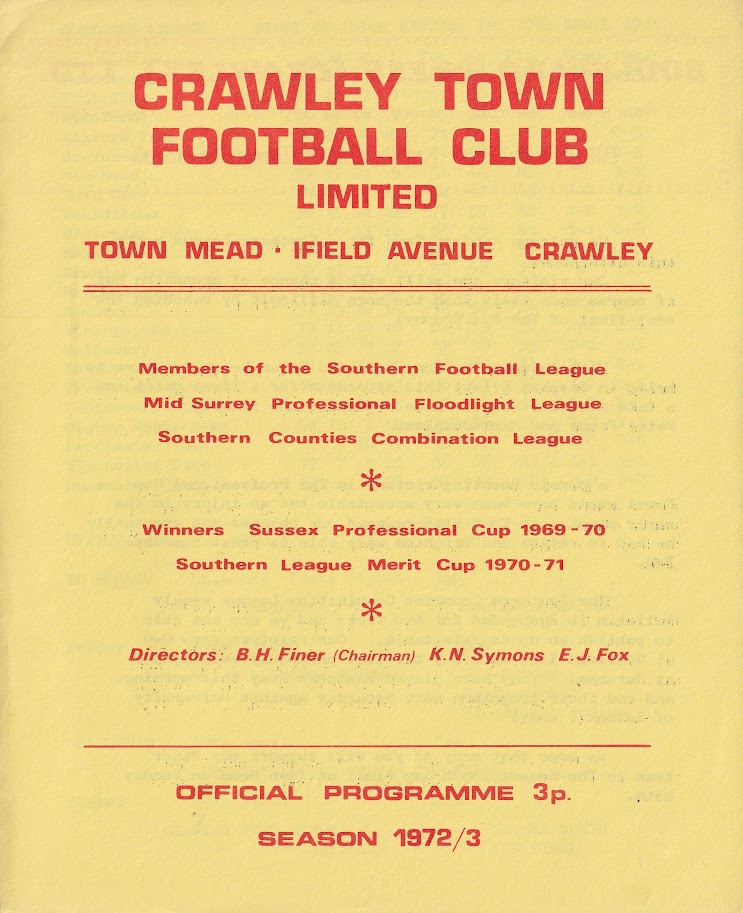 CRAWLEY TOWN
FOOTBALL CLUB
LIMITED
TOWN MEAD · IFIELD AVENUE CRAWLEY
Members of the Southern Football League
Mid Surrey Professional Floodlight League
Southern Counties Combination League
*
Winners Sussex Professional Cup 1969-70
Southern League Merit Cup 1970-71
*
Directors: B.H. Finer (Chairman) K.N. Symons E.J. Fox
OFFICIAL PROGRAMME 3p.
SEASON 1972/3